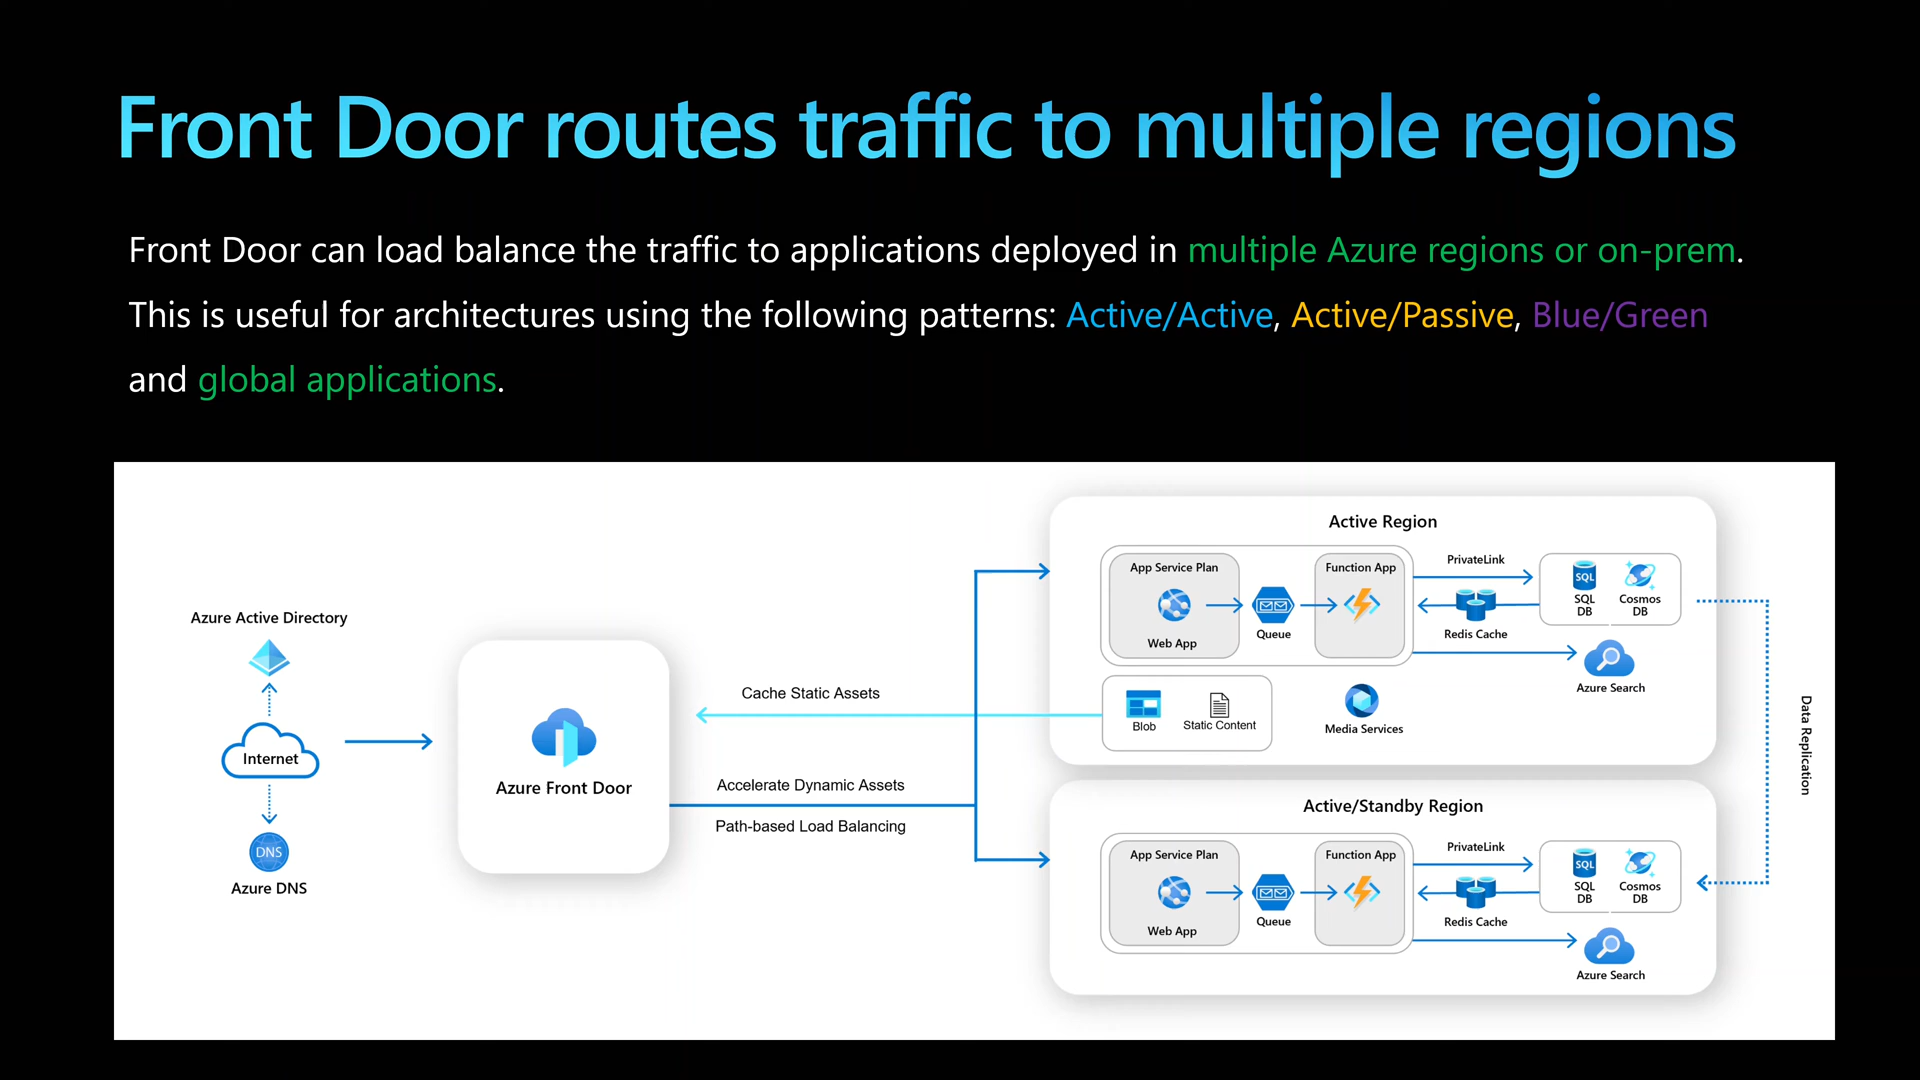 Front Door routes traffic to multiple regions
Front Door can load balance the traffic to applications deployed in multiple Azure regions or on-prem.
This is useful for architectures using the following patterns: Active/Active, Active/Passive, Blue/Green
and global applications.
Azure Active Directory
Internet
DNS
Azure DNS
Azure Front Door
Cache Static Assets
Accelerate Dynamic Assets
Path-based Load Balancing
Active Region
App Service Plan
Web App
Queue
Function App
PrivateLink
Redis Cache
SQL
SQL
DB
Cosmos
DB
Azure Search
Blob
Static Content
Media Services
Active/Standby Region
App Service Plan
Web App
Queue
Function App
PrivateLink
Redis Cache
SQL
SQL
DB
Cosmos
DB
Azure Search
Data Replication